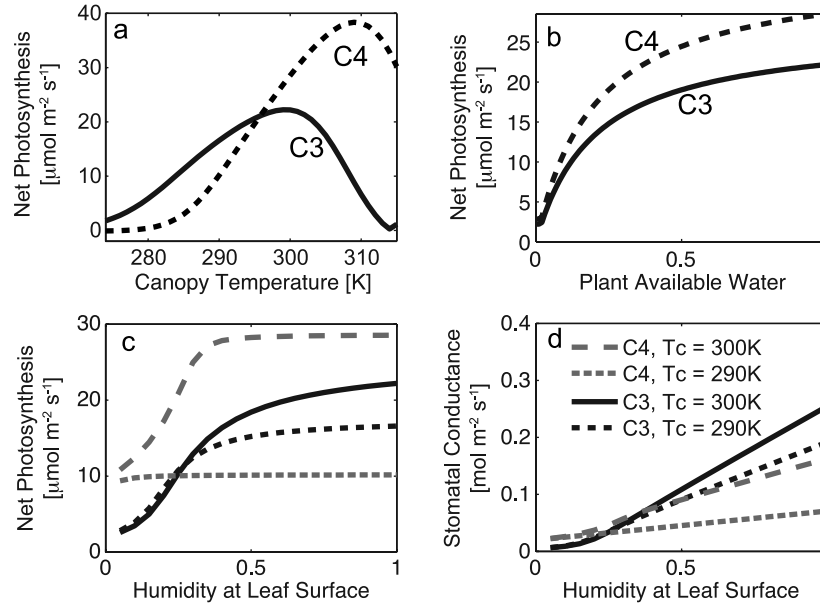 a
C4
C3
Net Photosynthesis
[μmol m⁻² s⁻¹]
40
30
20
10
0
280 290 300 310
Canopy Temperature [K]
b
C4
C3
Net Photosynthesis
[μmol m⁻² s⁻¹]
25
20
15
10
5
0
0 0.5
Plant Available Water
c
Net Photosynthesis
[μmol m⁻² s⁻¹]
30
20
10
0
0 0.5 1
Humidity at Leaf Surface
d
C4, Tc = 300K
C4, Tc = 290K
C3, Tc = 300K
C3, Tc = 290K
Stomatal Conductance
[mol m⁻² s⁻¹]
0.4
0.3
0.2
0.1
0
0 0.5
Humidity at Leaf Surface